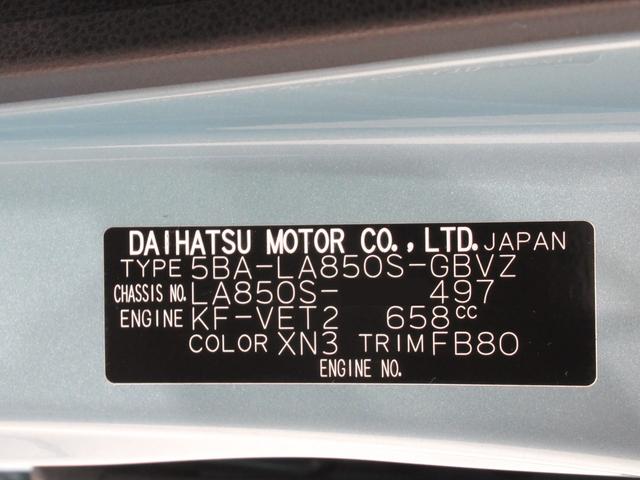 DAIHATSU MOTOR CO., LTD. JAPAN
TYPE 5BA-LA850S-GBVZ
CHASSIS NO. LA850S- 497
ENGINE KF-VET2 658cc
COLOR XN3 TRIM FB80
ENGINE NO.